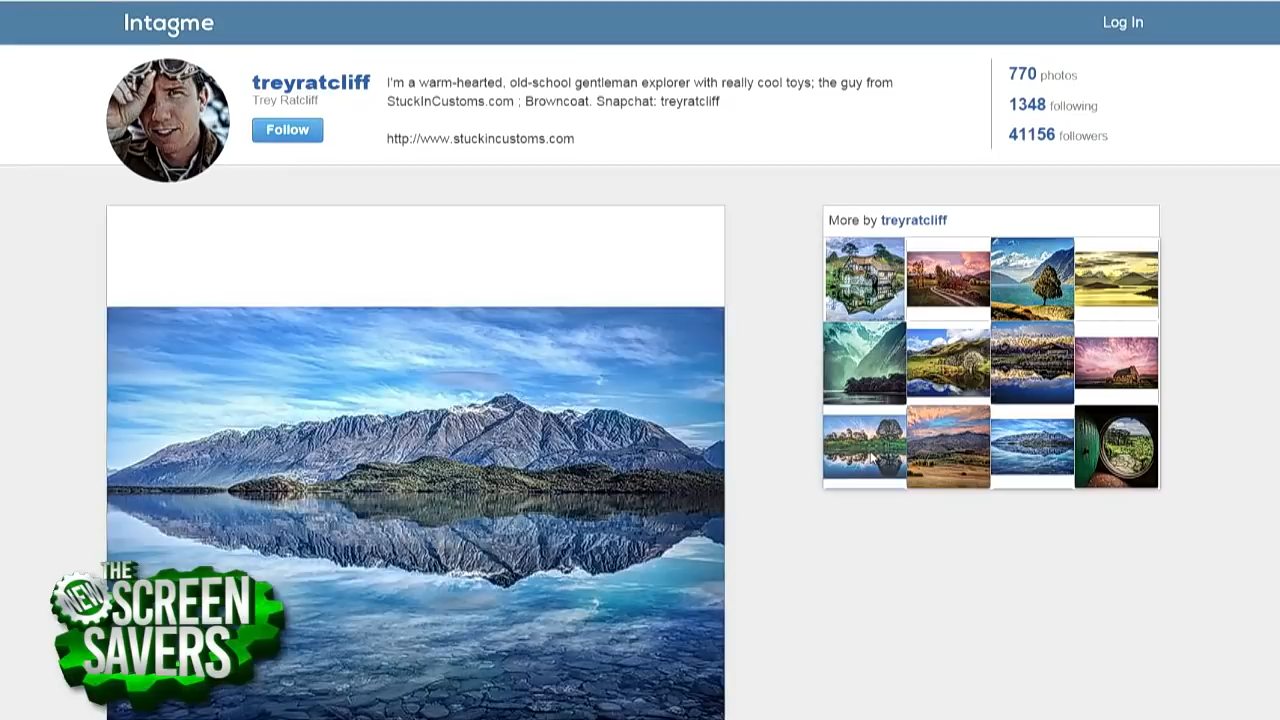 Intagme
Log In
treyratcliff
Trey Ratcliff
Follow
I'm a warm-hearted, old-school gentleman explorer with really cool toys; the guy from
StuckInCustoms.com ; Browncoat. Snapchat: treyratcliff
http://www.stuckincustoms.com
770 photos
1348 following
41156 followers
More by treyratcliff
THE
NEW
SCREEN
SAVERS